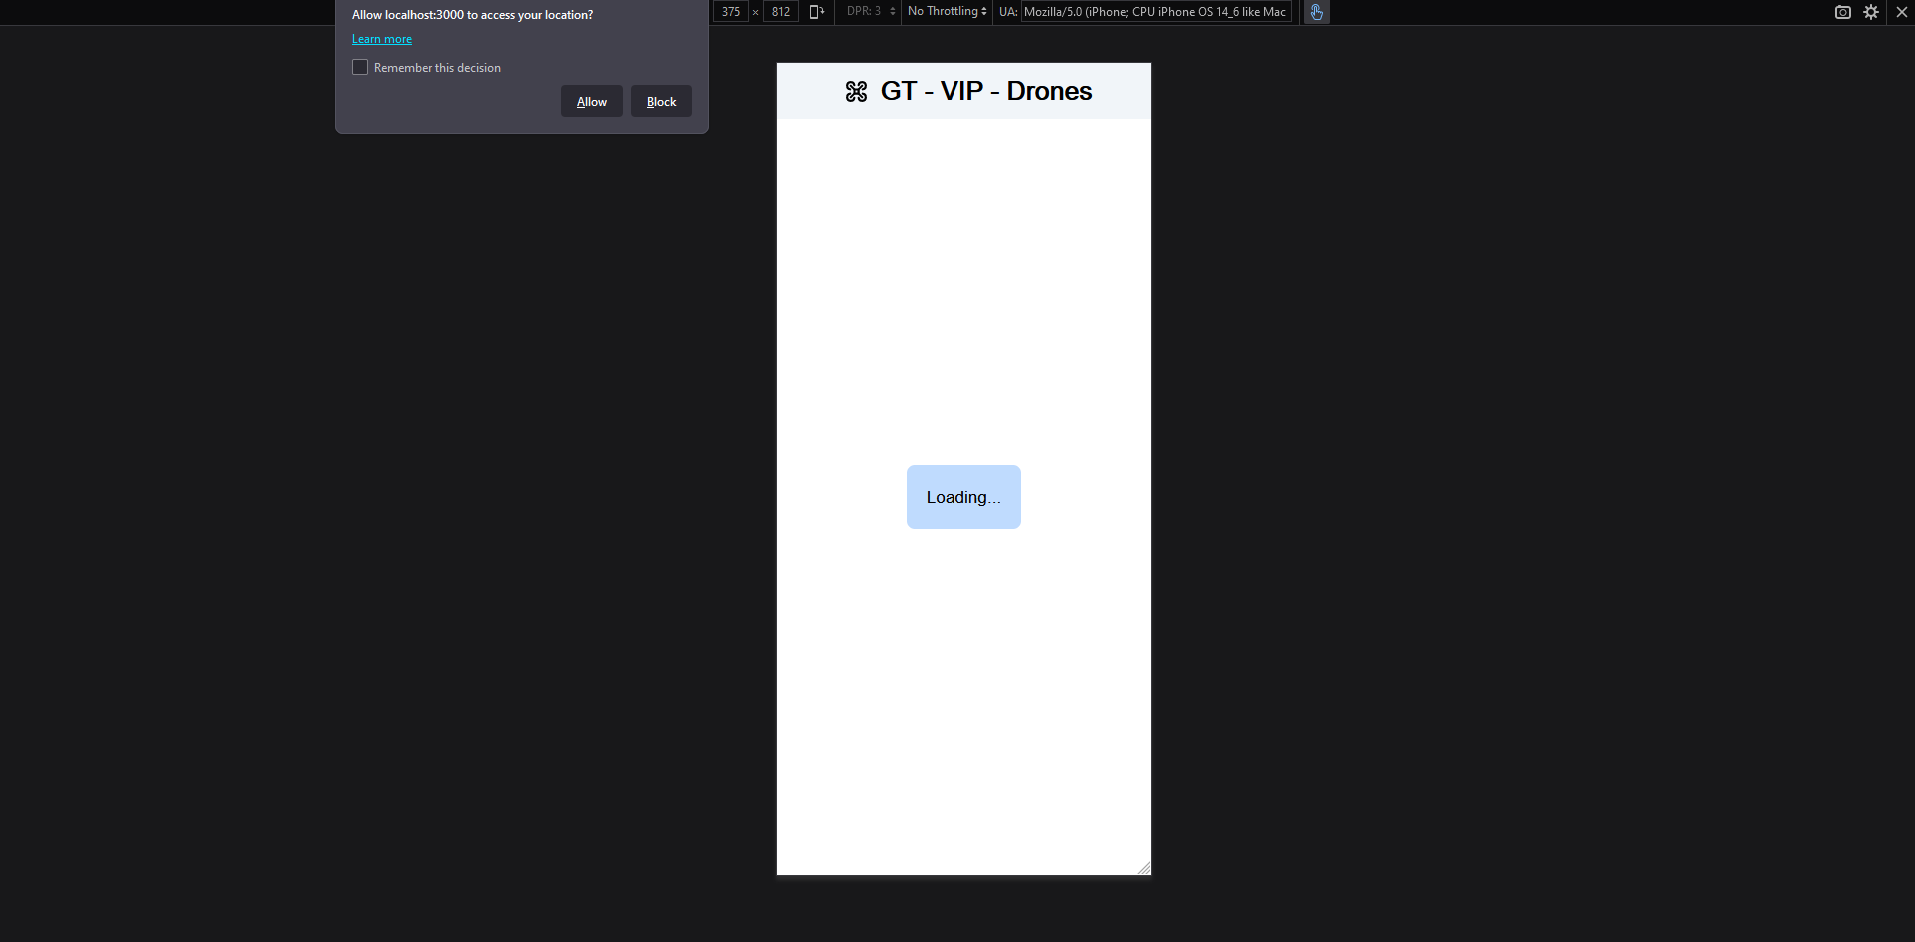 Allow localhost:3000 to access your location?
Learn more
Remember this decision
Allow Block
375 × 812 DPR: 3 No Throttling UA: Mozilla/5.0 (iPhone; CPU iPhone OS 14_6 like Mac
GT - VIP - Drones
Loading...